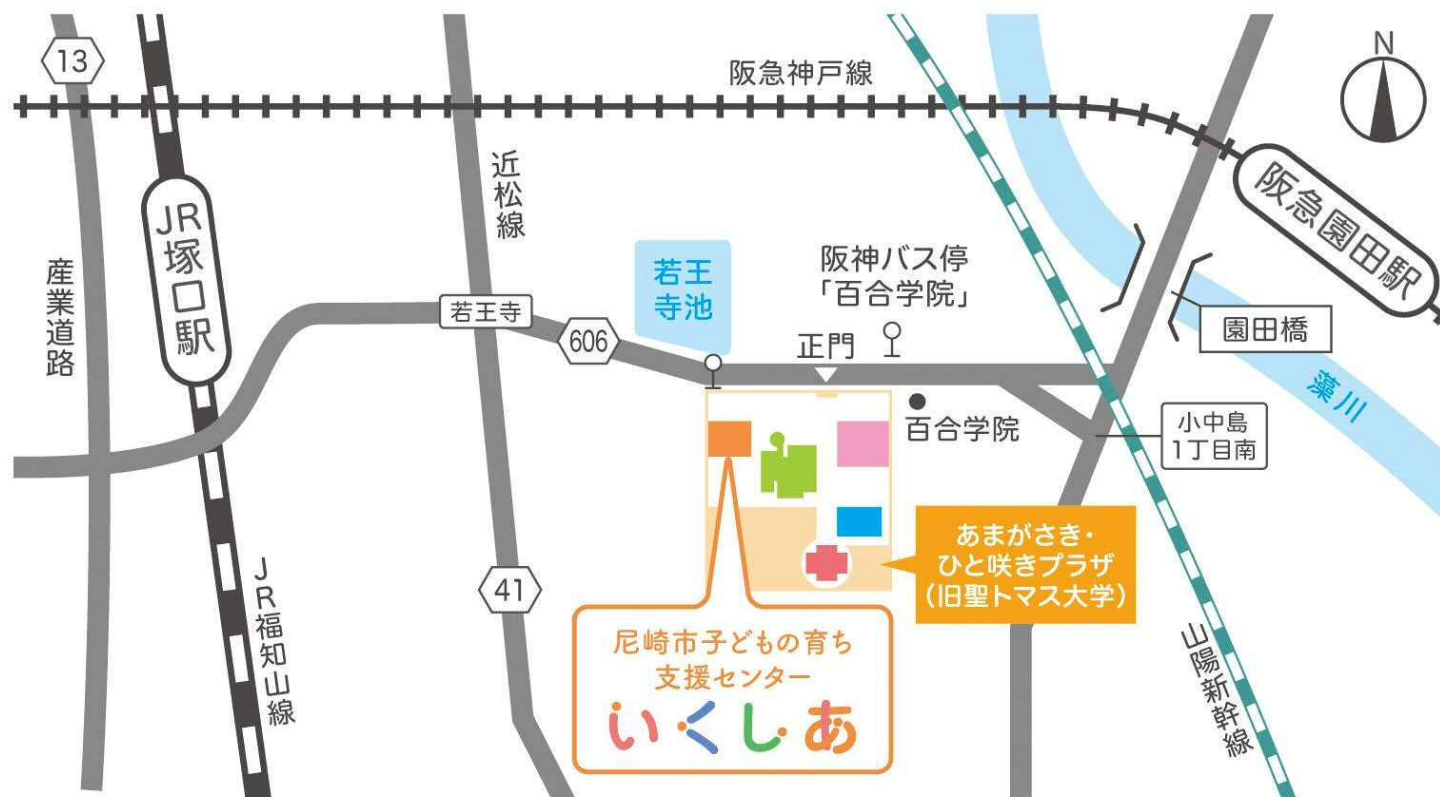 13
阪急神戸線
N
近松線
JR塚口駅
産業道路
若王
寺池
阪神バス停
「百合学院」
阪急園田駅
若王寺
606
正門
園田橋
藻川
百合学院
小中島
1丁目南
あまがさき・
ひと咲きプラザ
(旧聖トマス大学)
41
JR福知山線
尼崎市子どもの育ち
支援センター
いくしあ
山陽新幹線